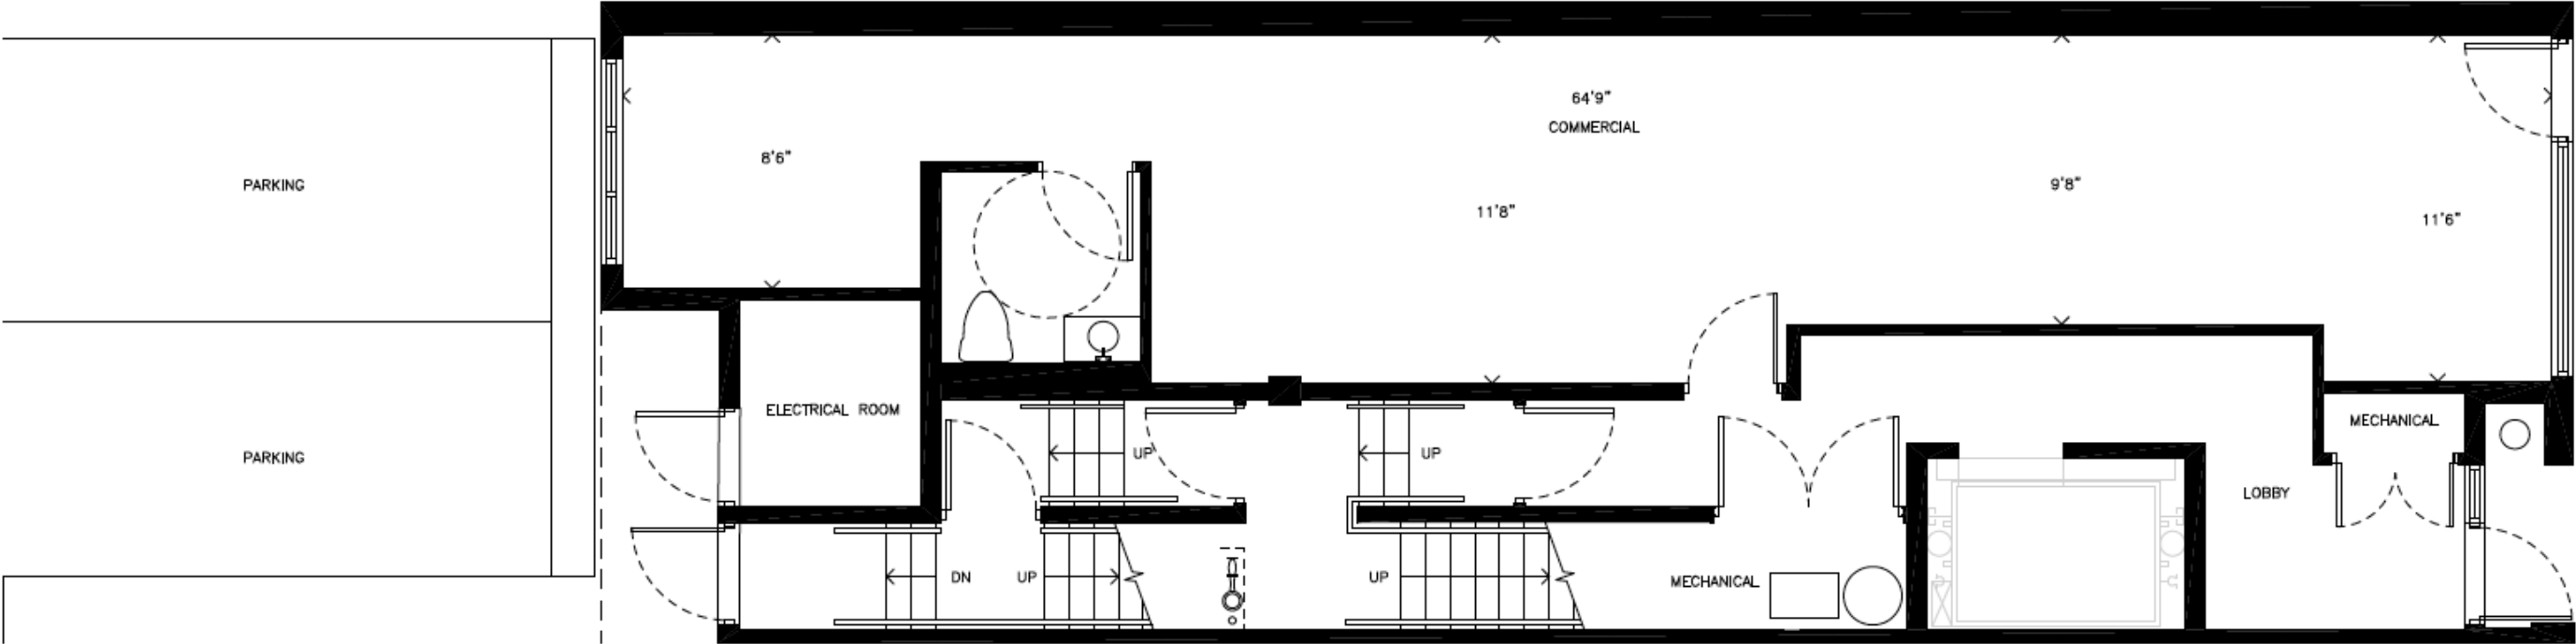 64'9"
COMMERCIAL
8'6"
PARKING
9'8"
11'8"
11'6"
ELECTRICAL ROOM
MECHANICAL
UP
UP
PARKING
LOBBY
DN
UP
UP
MECHANICAL